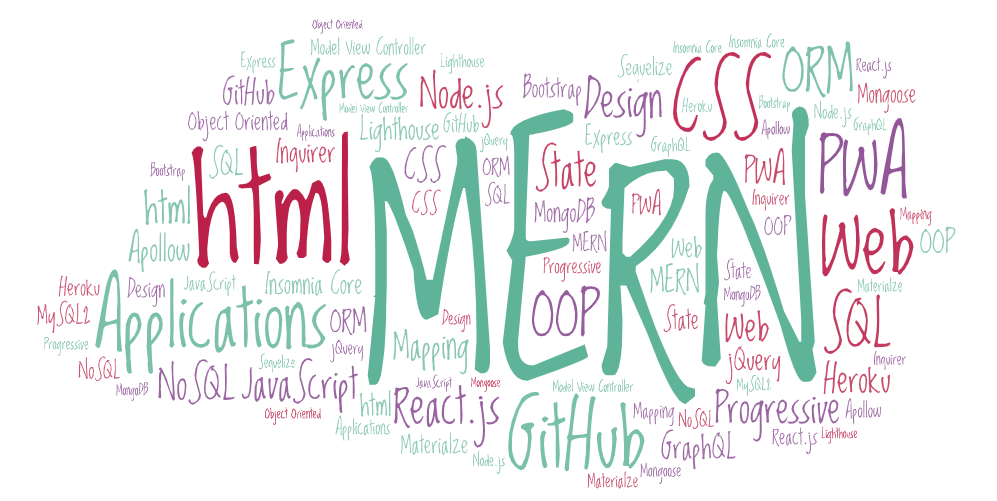 Object Oriented
Model View Controller
Express
Express
Lighthouse
GitHub
Model View Controller
Node.js
Object Oriented
Applications
Lighthouse
GitHub
jQuery
Insomnia Core
Insomnia Core
Sequelize
CSS
ORM
React.js
Bootstrap
Design
Heroku
Bootstrap
Mongoose
Node.js
GraphQL
Apollow
Express
GraphQL
SQL
Inquirer
html
Bootstrap
html
Apollow
CSS
CSS
ORM
SQL
MERN
State
MongoDB
MERN
Progressive
PWA
PWA
Inquirer
OOP
PWA
Web
Mapping
OOP
Web
MERN
State
MongoDB
Materialze
Heroku
Design
JavaScript
Insomnia Core
MySQL2
Applications
ORM
Progressive
jQuery
OOP
Design
Mapping
State
Web
SQL
jQuery
Inquirer
NoSQL
Sequelize
MongoDB
NoSQL
JavaScript
JavaScript
Mongoose
Model View Controller
MySQL2
Heroku
Object Oriented
html
React.js
Applications
Materialze
Node.js
GitHub
Mapping
NoSQL
Progressive
Apollow
GraphQL
React.js
Lighthouse
Mongoose
Materialze